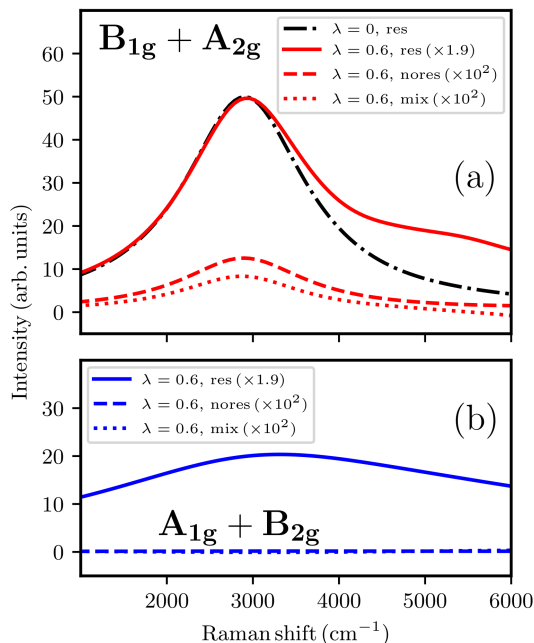 B1g + A2g
λ = 0, res
λ = 0.6, res (×1.9)
λ = 0.6, nores (×10²)
λ = 0.6, mix (×10²)
(a)
60
50
40
30
20
10
0
Intensity (arb. units)
λ = 0.6, res (×1.9)
λ = 0.6, nores (×10²)
λ = 0.6, mix (×10²)
(b)
A1g + B2g
30
20
10
0
2000 3000 4000 5000 6000
Raman shift (cm⁻¹)